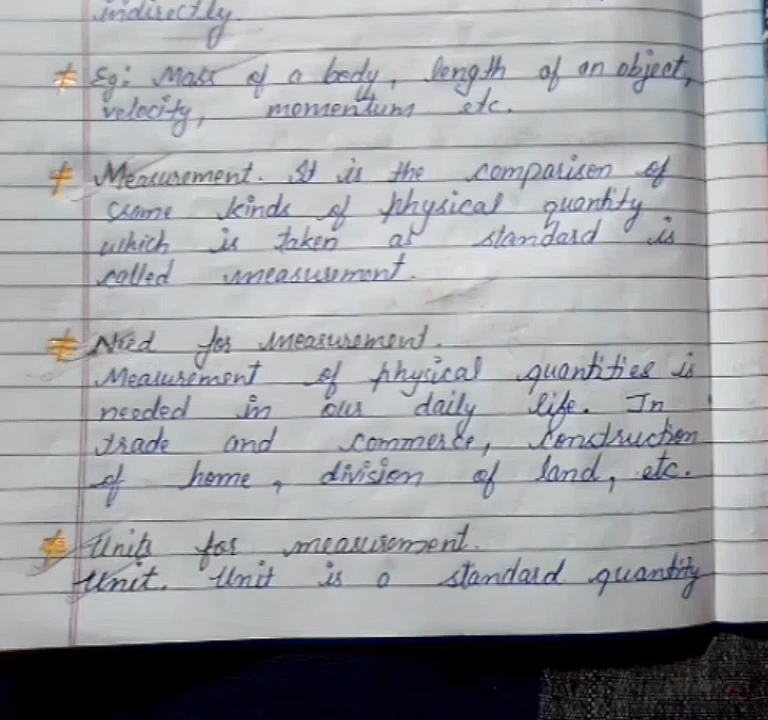 indirectly.
* Eg: Mass of a body, length of an object,
velocity, momentum etc.
* Measurement. It is the comparison of
some kinds of physical quantity
which is taken as standard is
called measurement.
* Need for measurement.
Measurement of physical quantities is
needed in our daily life. In
trade and commerce, construction
of home, division of land, etc.
* Units for measurement.
Unit. Unit is a standard quantity